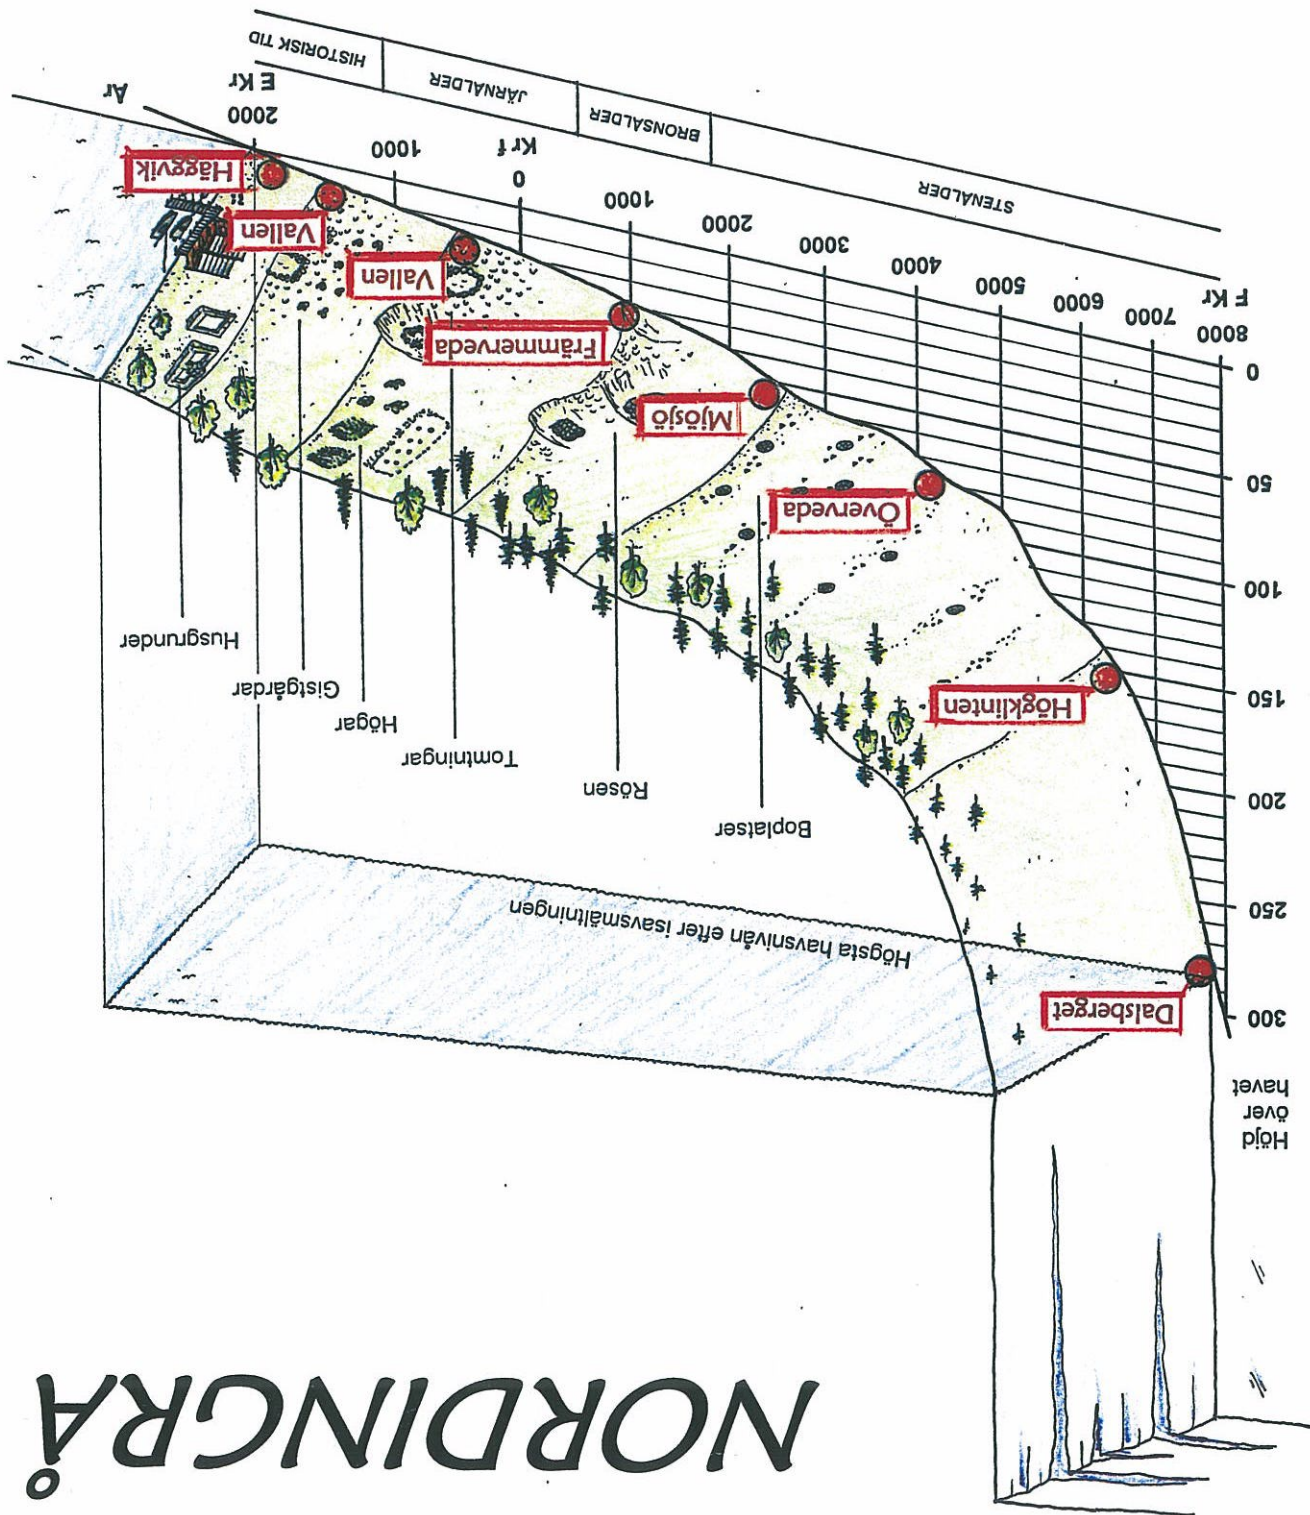 NORDINGRÅ
Höjd
över
havet
300
250
200
150
100
50
0
Dalsberget
Högsta havsnivån efter isavsmältningen
Boplatser
Rösen
Tomtningar
Högar
Gistgårdar
Husgrunder
Högklinten
Överveda
Mjösjö
Främmerveda
Vallen
Vallen
Häggvik
8000
7000
6000
5000
4000
3000
2000
1000
0
1000
2000
F Kr
Kr f
E Kr
År
STENÅLDER
BRONSÅLDER
JÄRNÅLDER
HISTORISK TID